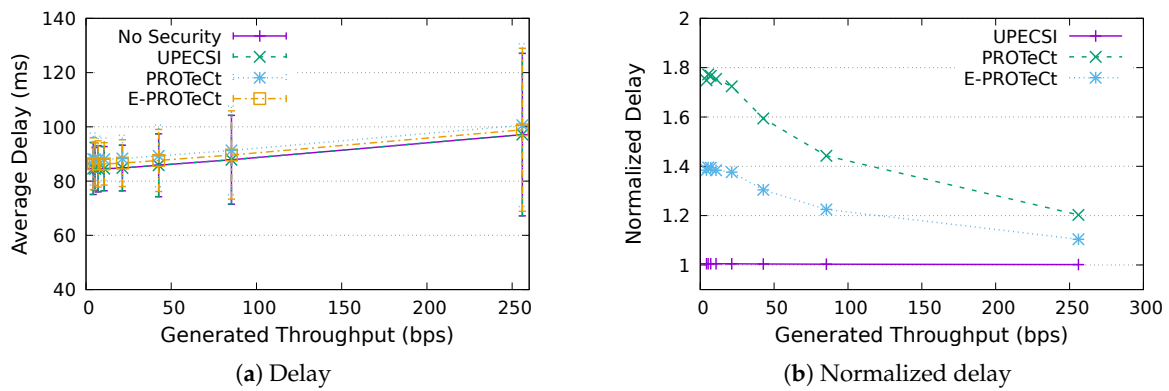 Average Delay (ms)
140
120
100
80
60
40
No Security
UPECSI
PROTeCt
E-PROTeCt
0 50 100 150 200 250
Generated Throughput (bps)
(a) Delay
Normalized Delay
2
1.8
1.6
1.4
1.2
1
UPECSI
PROTeCt
E-PROTeCt
0 50 100 150 200 250 300
Generated Throughput (bps)
(b) Normalized delay